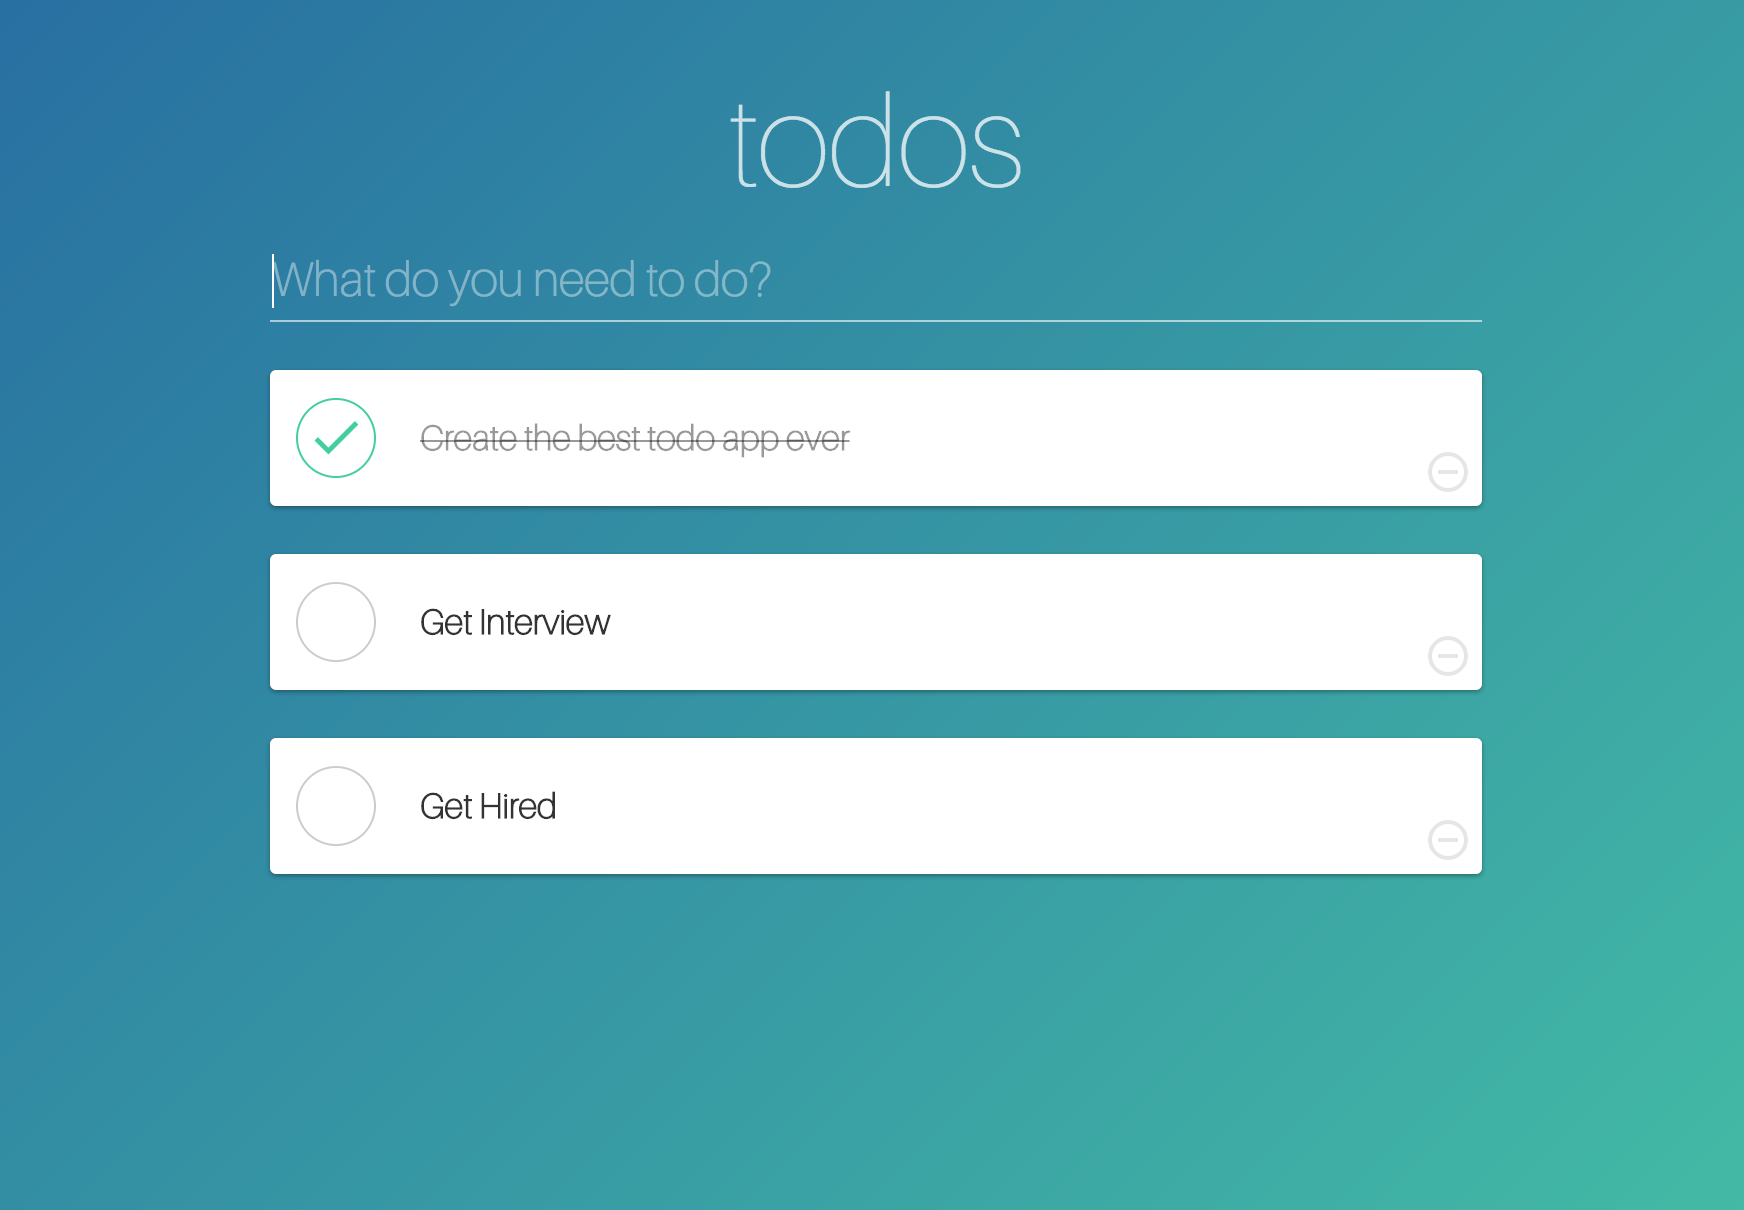 todos
What do you need to do?
Create the best todo app ever
Get Interview
Get Hired